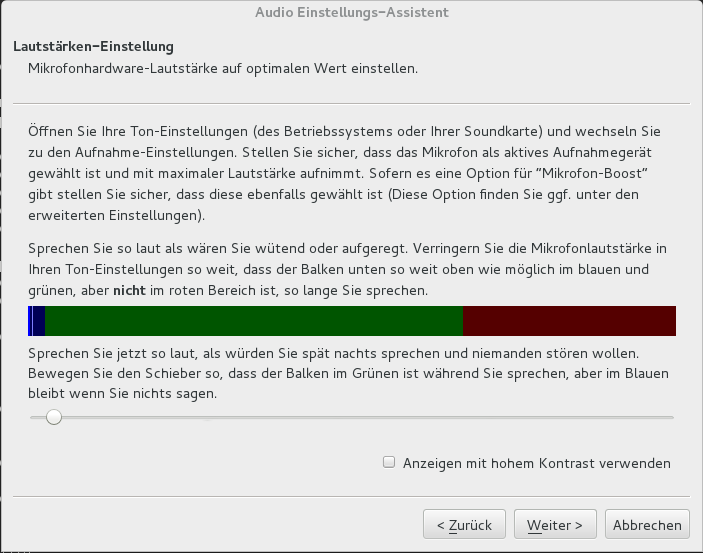 Audio Einstellungs-Assistent
Lautstärken-Einstellung
Mikrofonhardware-Lautstärke auf optimalen Wert einstellen.
Öffnen Sie Ihre Ton-Einstellungen (des Betriebssystems oder Ihrer Soundkarte) und wechseln Sie
zu den Aufnahme-Einstellungen. Stellen Sie sicher, dass das Mikrofon als aktives Aufnahmegerät
gewählt ist und mit maximaler Lautstärke aufnimmt. Sofern es eine Option für "Mikrofon-Boost"
gibt stellen Sie sicher, dass diese ebenfalls gewählt ist (Diese Option finden Sie ggf. unter den
erweiterten Einstellungen).
Sprechen Sie so laut als wären Sie wütend oder aufgeregt. Verringern Sie die Mikrofonlautstärke in
Ihren Ton-Einstellungen so weit, dass der Balken unten so weit oben wie möglich im blauen und
grünen, aber nicht im roten Bereich ist, so lange Sie sprechen.
Sprechen Sie jetzt so laut, als würden Sie spät nachts sprechen und niemanden stören wollen.
Bewegen Sie den Schieber so, dass der Balken im Grünen ist während Sie sprechen, aber im Blauen
bleibt wenn Sie nichts sagen.
Anzeigen mit hohem Kontrast verwenden
< Zurück Weiter > Abbrechen